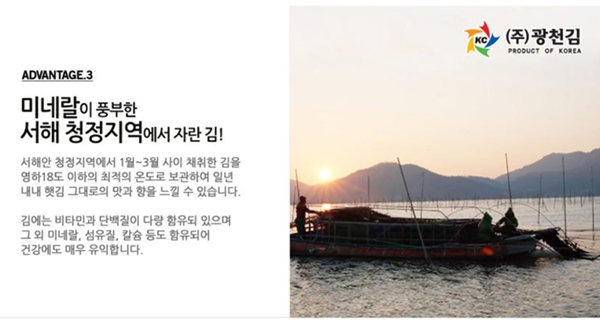 KC (주)광천김
PRODUCT OF KOREA
ADVANTAGE.3
미네랄이 풍부한
서해 청정지역에서 자란 김!
서해안 청정지역에서 1월~3월 사이 채취한 김을
영하18도 이하의 최적의 온도로 보관하여 일년
내내 햇김 그대로의 맛과 향을 느낄 수 있습니다.
김에는 비타민과 단백질이 다량 함유되 있으며
그 외 미네랄, 섬유질, 칼슘 등도 함유되어
건강에도 매우 유익합니다.